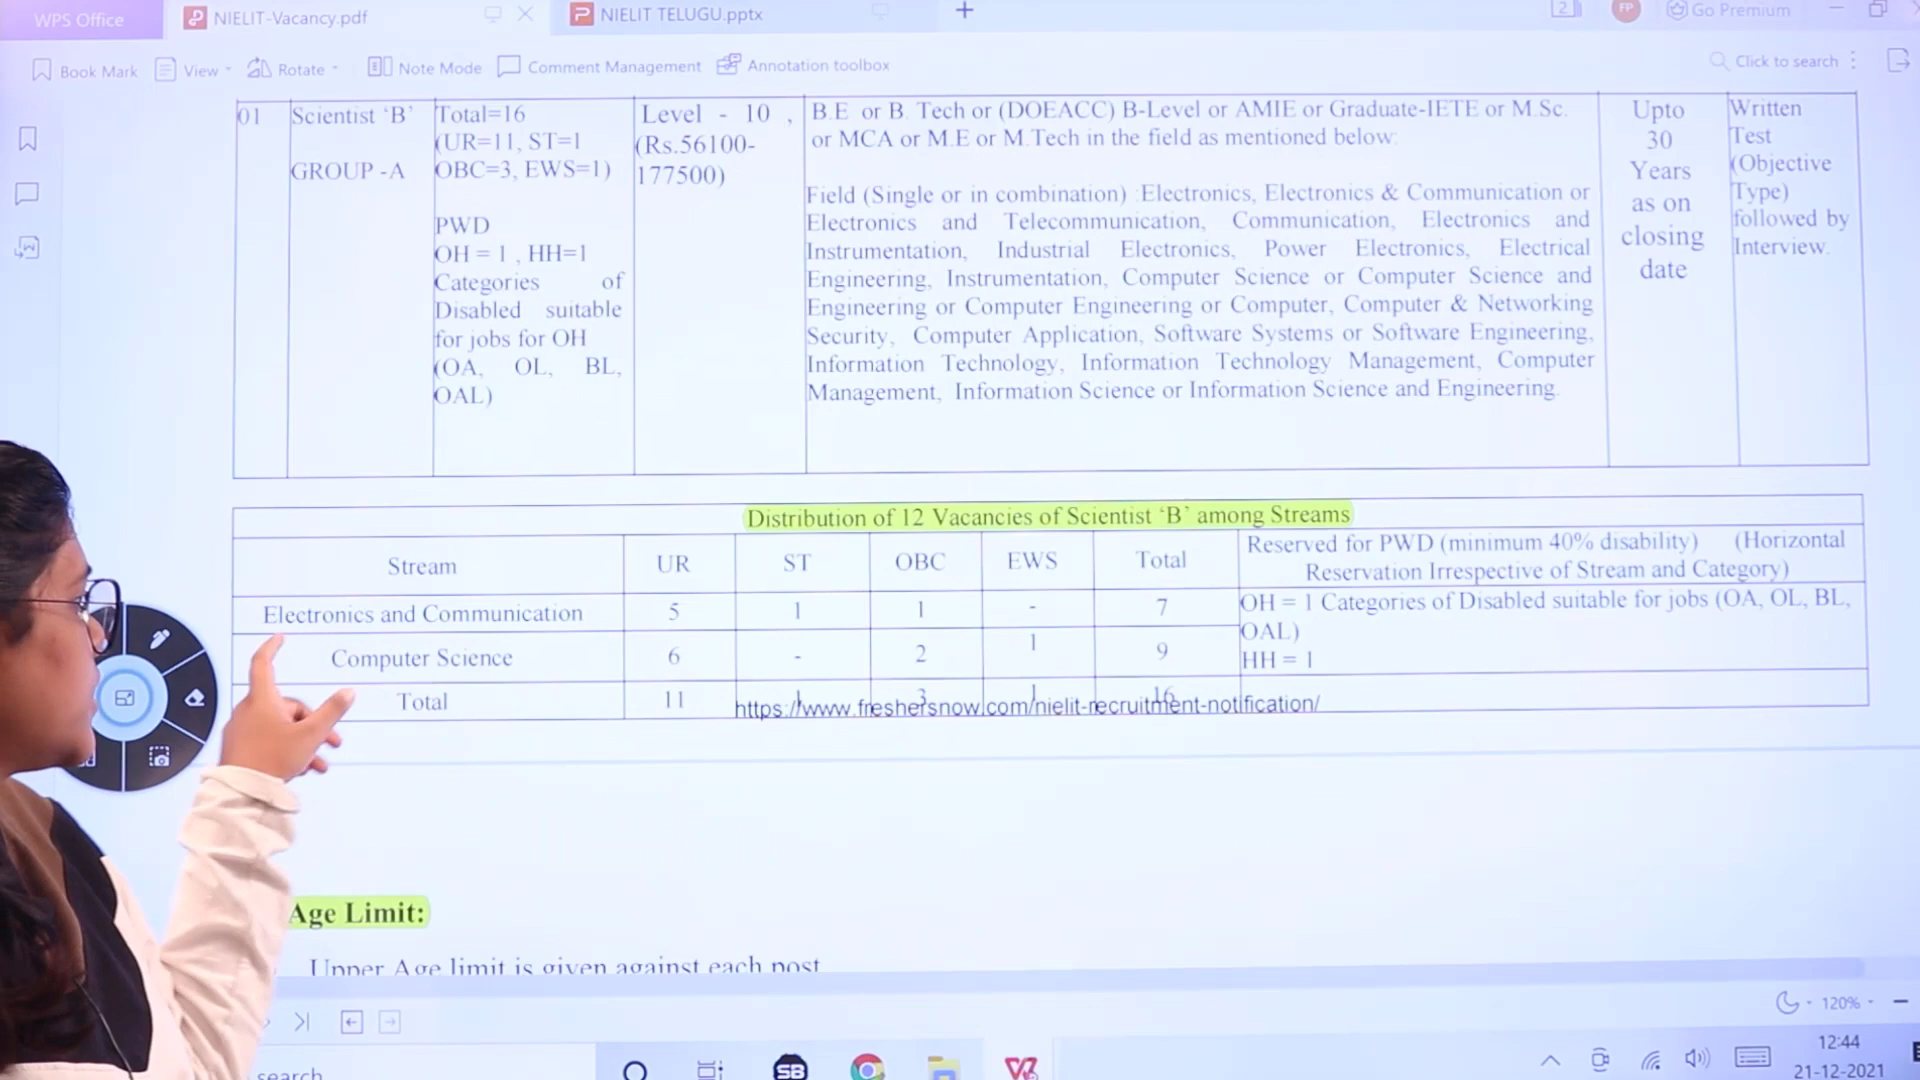 WPS Office
NIELIT-Vacancy.pdf
NIELIT TELUGU.pptx
2
FP
Go Premium
Book Mark
View
Rotate
Note Mode
Comment Management
Annotation toolbox
Click to search
01
Scientist ‘B’
GROUP -A
Total=16
(UR=11, ST=1
OBC=3, EWS=1)
PWD
OH = 1 , HH=1
Categories of
Disabled suitable
for jobs for OH
(OA, OL, BL,
OAL)
Level - 10 ,
(Rs.56100-
177500)
B.E or B. Tech or (DOEACC) B-Level or AMIE or Graduate-IETE or M.Sc.
or MCA or M.E or M.Tech in the field as mentioned below:
Field (Single or in combination) :Electronics, Electronics & Communication or
Electronics and Telecommunication, Communication, Electronics and
Instrumentation, Industrial Electronics, Power Electronics, Electrical
Engineering, Instrumentation, Computer Science or Computer Science and
Engineering or Computer Engineering or Computer, Computer & Networking
Security, Computer Application, Software Systems or Software Engineering,
Information Technology, Information Technology Management, Computer
Management, Information Science or Information Science and Engineering.
Upto
30
Years
as on
closing
date
Written
Test
(Objective
Type)
followed by
Interview.
Distribution of 12 Vacancies of Scientist ‘B’ among Streams
Stream UR ST OBC EWS Total Reserved for PWD (minimum 40% disability) (Horizontal
Reservation Irrespective of Stream and Category)
Electronics and Communication 5 1 1 - 7 OH = 1 Categories of Disabled suitable for jobs (OA, OL, BL,
OAL)
Computer Science 6 - 2 1 9 HH = 1
Total 11 1 3 1 16
https://www.freshersnow.com/nielit-recruitment-notification/
Age Limit:
Upper Age limit is given against each post
120%
search
SB
12:44
21-12-2021